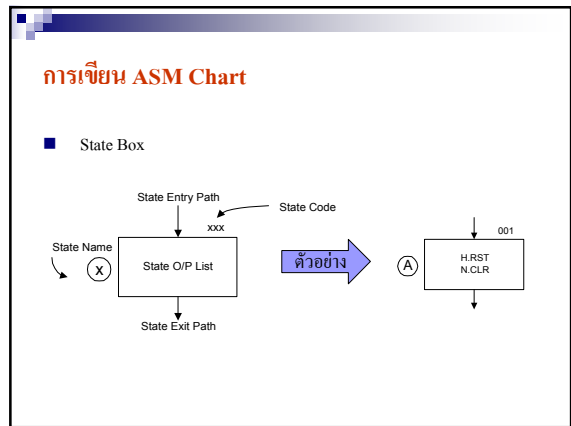 การเขียน ASM Chart
State Box
State Entry Path
xxx
State Code
State Name
X
State O/P List
State Exit Path
ตัวอย่าง
001
A
H.RST
N.CLR